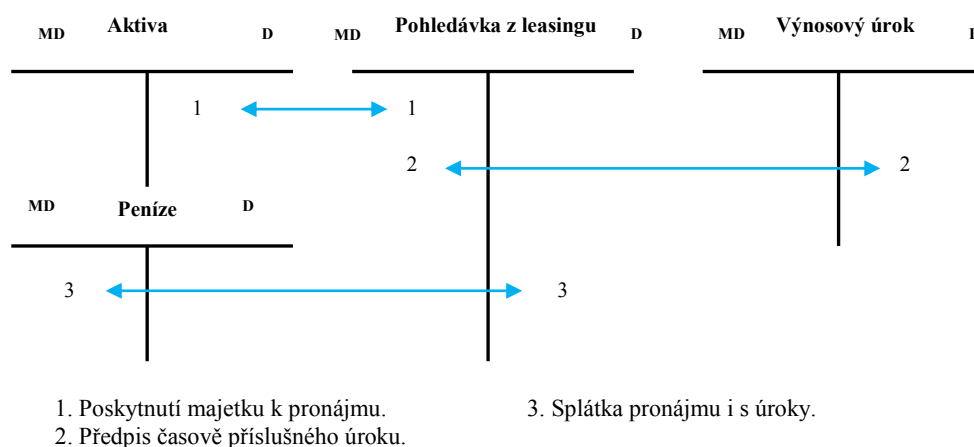 MD Aktiva D MD Pohledávka z leasingu D MD Výnosový úrok
1 1
2 2
MD Peníze D
3 3
1. Poskytnutí majetku k pronájmu. 3. Splátka pronájmu i s úroky.
2. Předpis časově příslušného úroku.